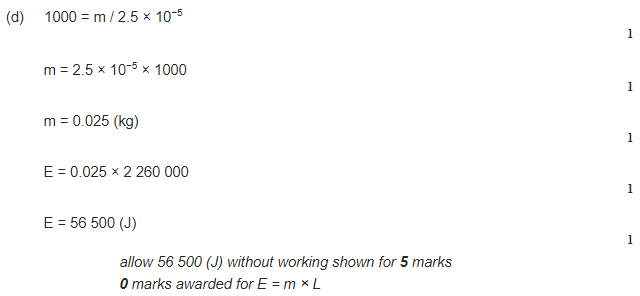 (d) 1000 = m / 2.5 × 10⁻⁵
1
m = 2.5 × 10⁻⁵ × 1000
1
m = 0.025 (kg)
1
E = 0.025 × 2 260 000
1
E = 56 500 (J)
1
allow 56 500 (J) without working shown for 5 marks
0 marks awarded for E = m × L